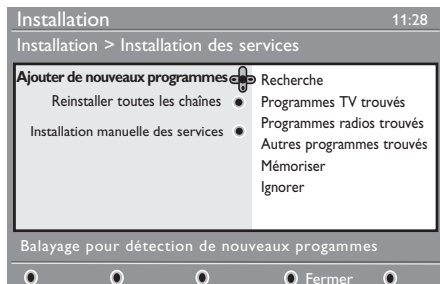 Installation 11:28
Installation > Installation des services
Ajouter de nouveaux programmes Recherche
Reinstaller toutes les chaînes Programmes TV trouvés
Installation manuelle des services Programmes radios trouvés
Autres programmes trouvés
Mémoriser
Ignorer
Balayage pour détection de nouveaux progammes
Fermer